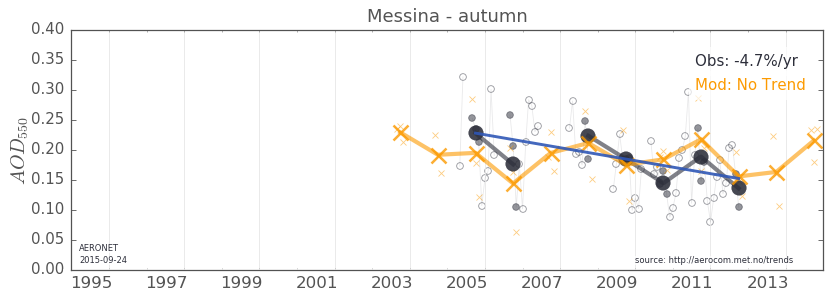 Messina - autumn
0.40
0.35
0.30
0.25
0.20
0.15
0.10
0.05
0.00
AOD550
Obs: -4.7%/yr
Mod: No Trend
AERONET
2015-09-24
source: http://aerocom.met.no/trends
1995 1997 1999 2001 2003 2005 2007 2009 2011 2013